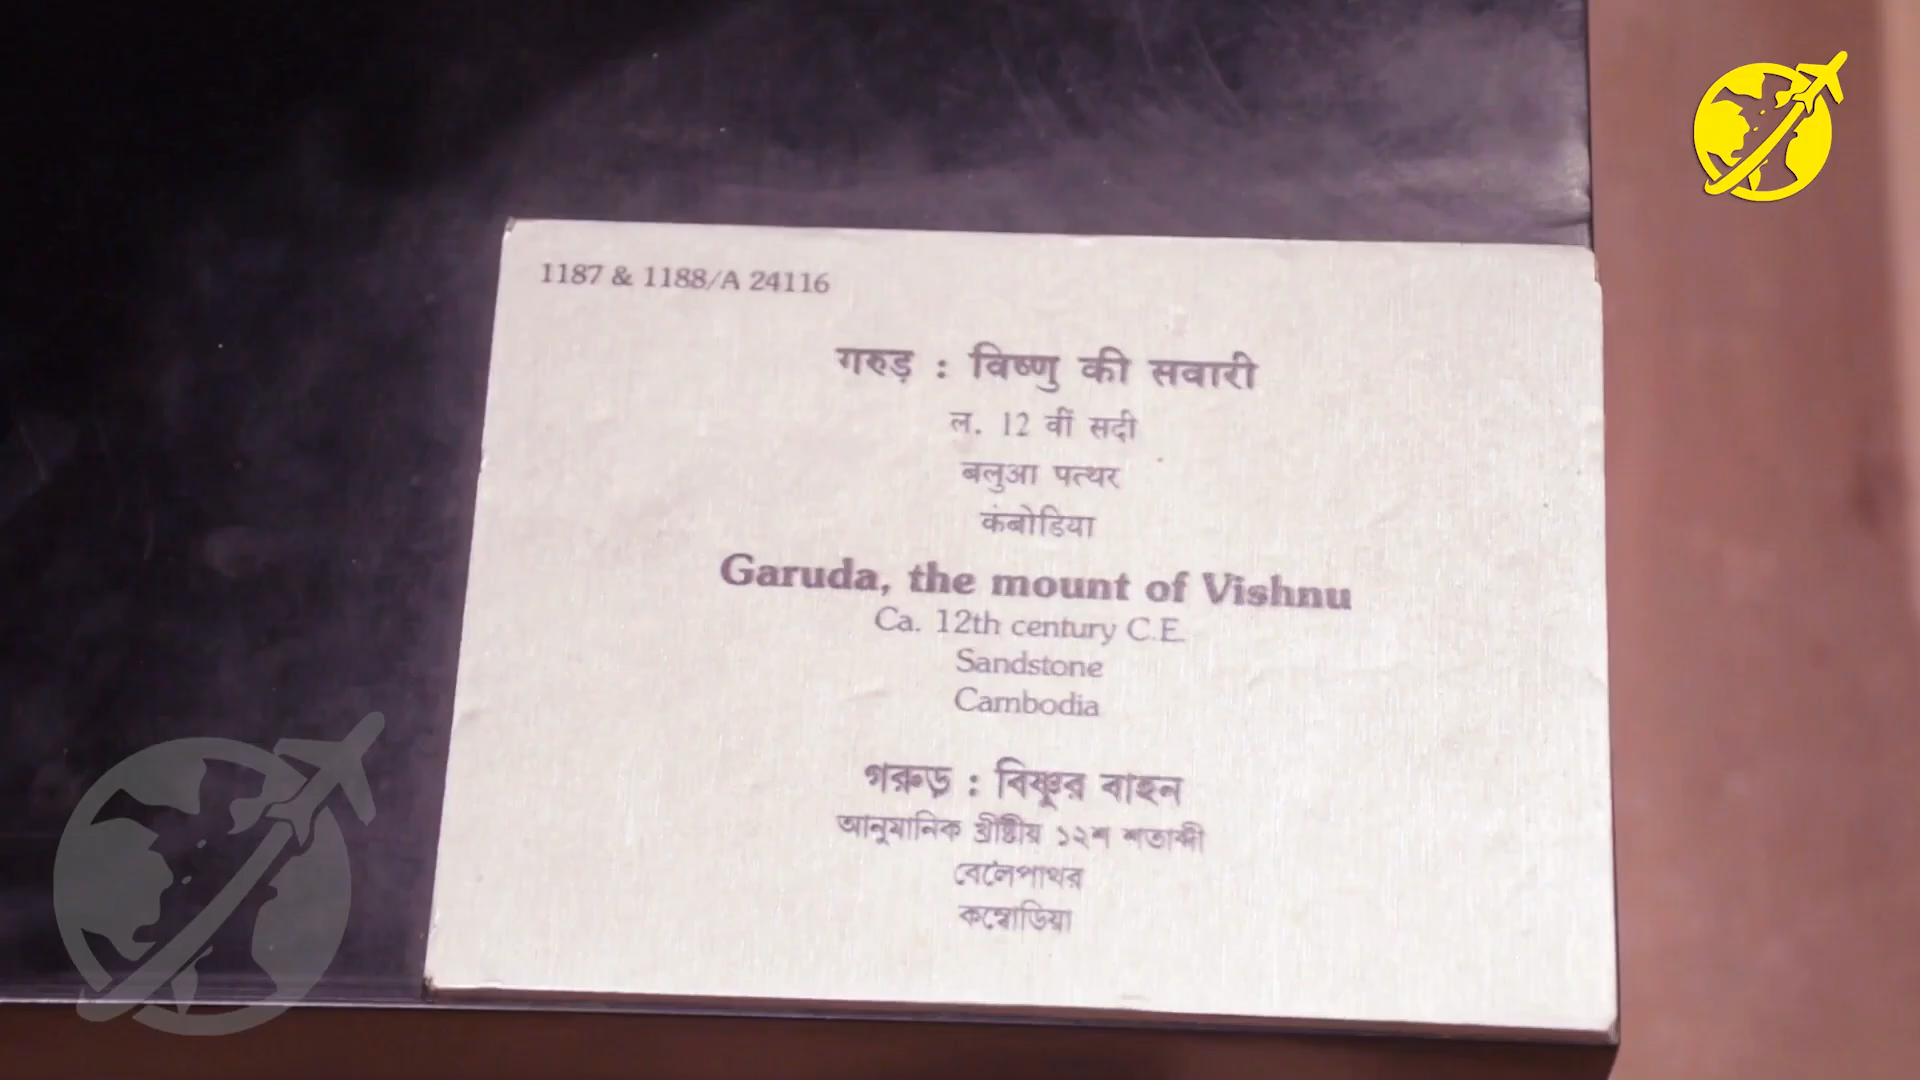 1187 & 1188/A 24116
गरुड़ : विष्णु की सवारी
ल. 12 वीं सदी
बलुआ पत्थर
कंबोडिया
Garuda, the mount of Vishnu
Ca. 12th century C.E.
Sandstone
Cambodia
গরুড় : বিষ্ণুর বাহন
আনুমানিক খ্রীষ্টীয় ১২শ শতাব্দী
বেলেপাথর
কম্বোডিয়া